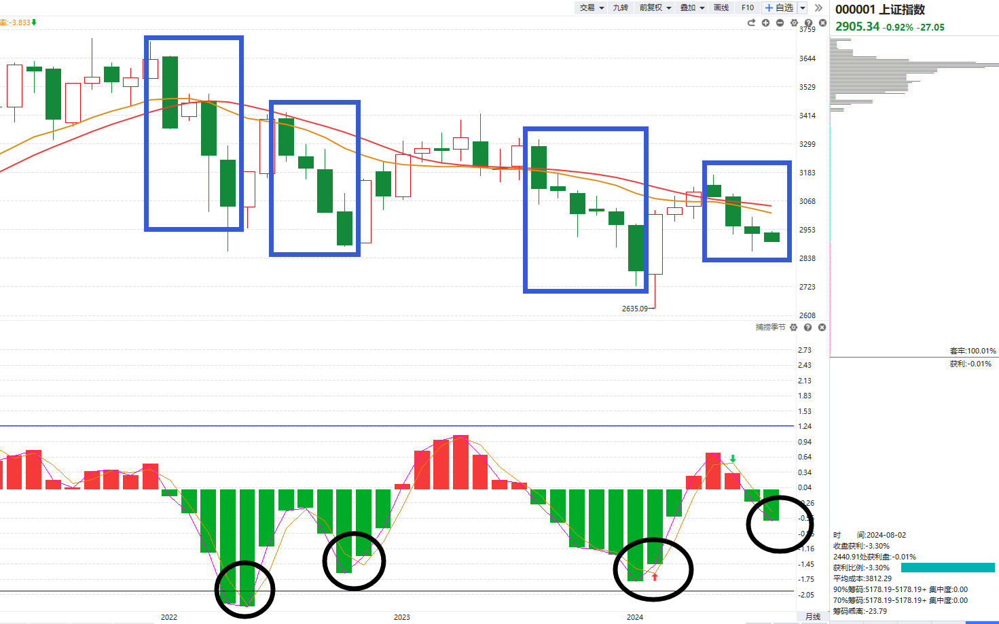 交易 九转 前复权 叠加 画线 F10 +自选
000001 上证指数
2905.34 -0.92% -27.05
率:-3.833
3759
3644
3529
3414
3299
3183
3068
2953
2838
2723
2608
2635.09→
捕捞季节
2.73
2.43
2.13
1.83
1.53
1.24
0.94
0.64
0.34
0.04
-1.16
-1.45
-1.75
-2.05
2022
2023
2024
月线
套牢:100.01%
获利:-0.01%
时 间:2024-08-02
收盘获利:-3.30%
2440.91处获利盘:-0.01%
获利比例:-3.30%
平均成本:3812.29
90%筹码:5178.19-5178.19+ 集中度:0.00
70%筹码:5178.19-5178.19+ 集中度:0.00
筹码乖离:-23.79